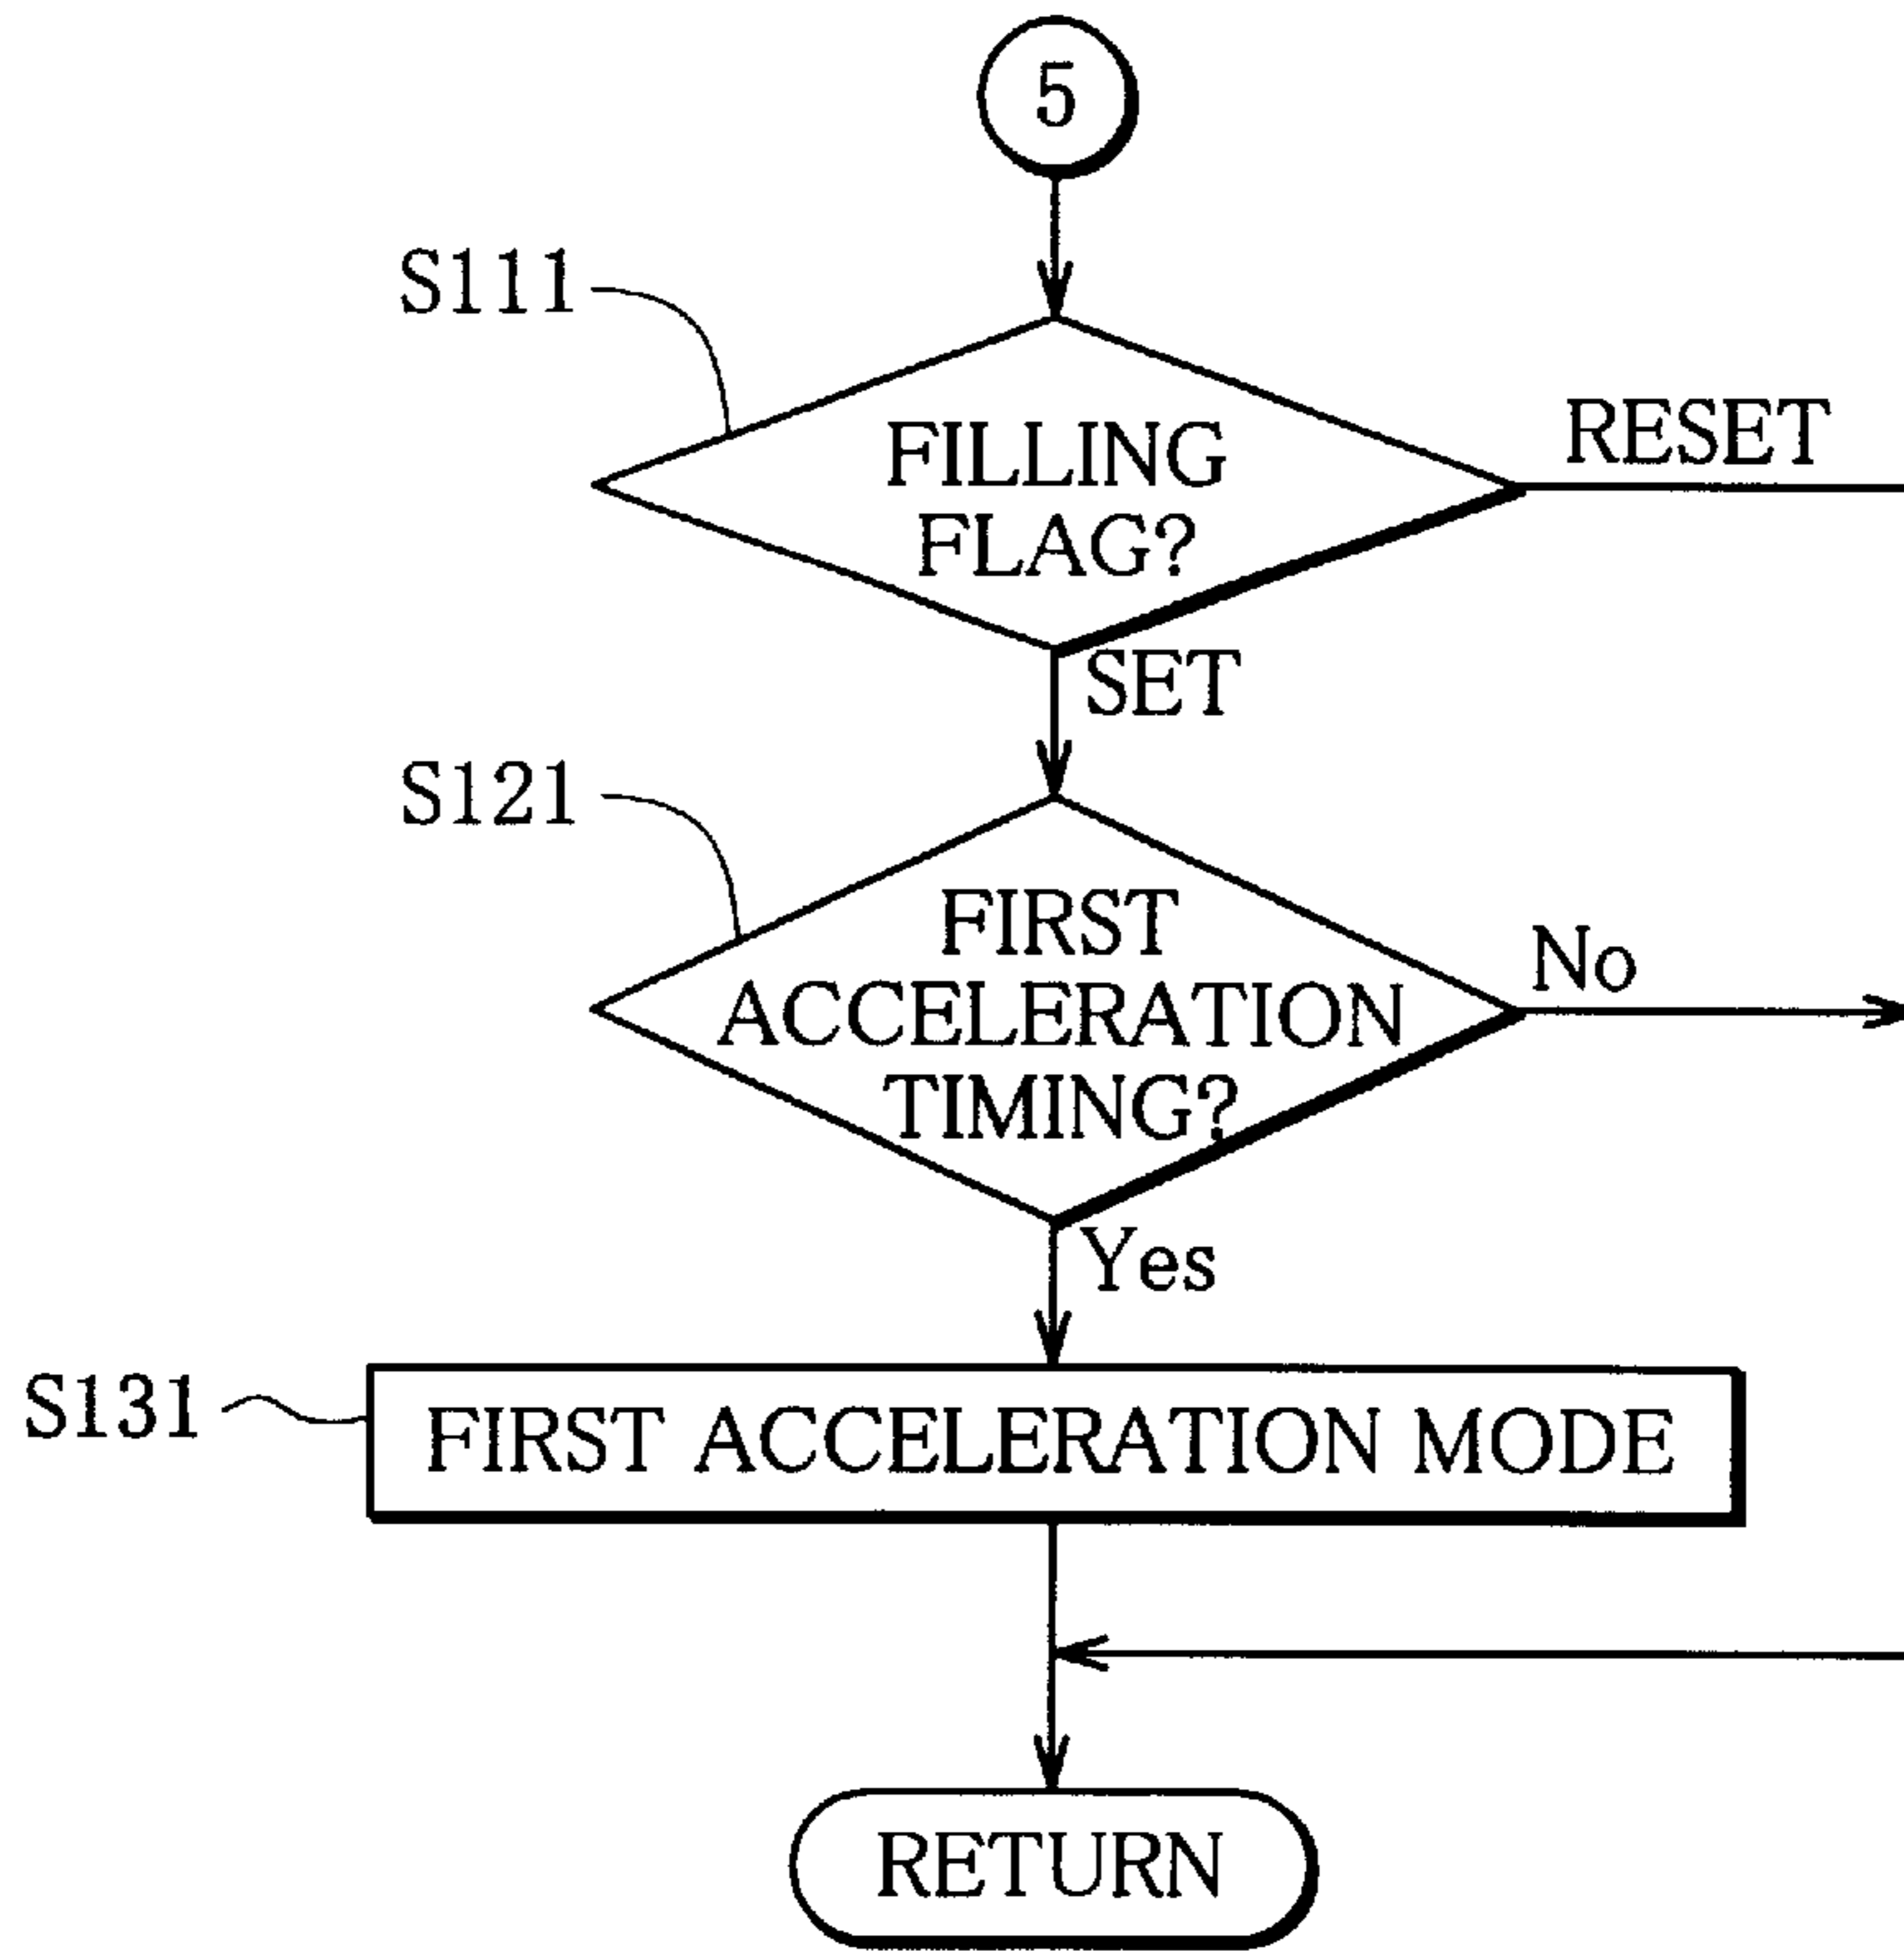 5
S111
FILLING
FLAG?
RESET
SET
S121
FIRST
ACCELERATION
TIMING?
No
Yes
S131
FIRST ACCELERATION MODE
RETURN